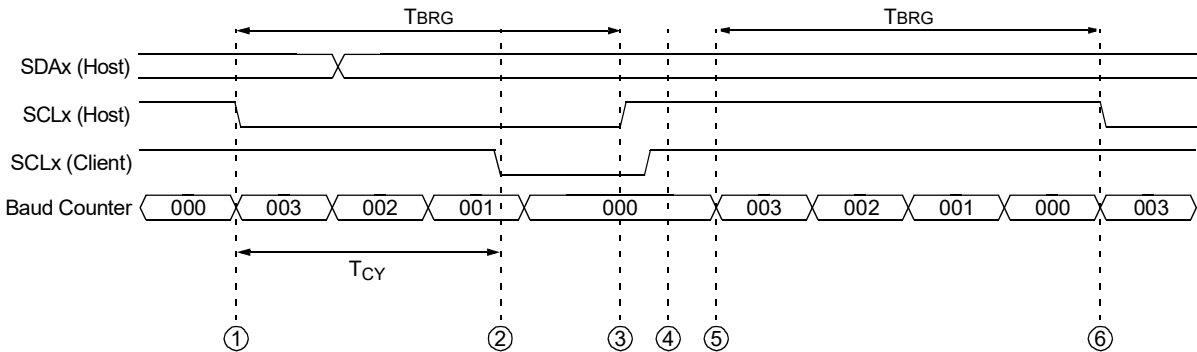 TBRG TBRG
SDAx (Host)
SCLx (Host)
SCLx (Client)
Baud Counter 000 003 002 001 000 003 002 001 000 003
TCY
1 2 3 4 5 6